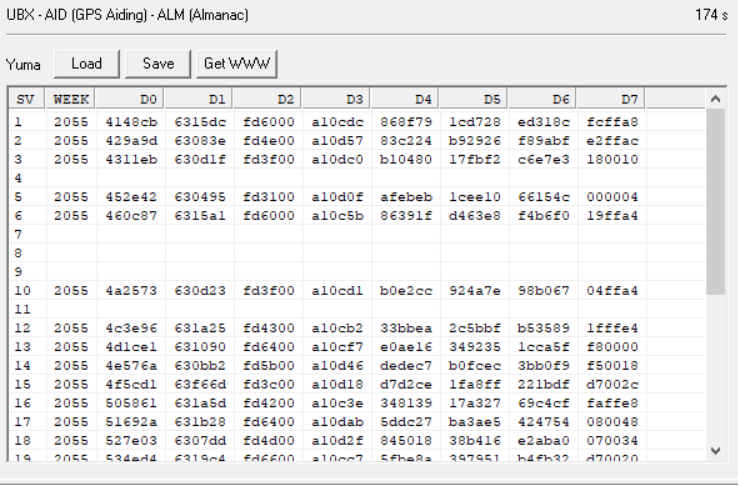 UBX - AID (GPS Aiding) - ALM (Almanac) 174 s
Yuma Load Save Get WWW
SV WEEK D0 D1 D2 D3 D4 D5 D6 D7
1 2055 4148cb 6315dc fd6000 a10cdc 868f79 1cd728 ed318c fcffa8
2 2055 429a9d 63083e fd4e00 a10d57 83c224 b92926 f89abf e2ffac
3 2055 4311eb 630d1f fd3f00 a10dc0 b10480 17fbf2 c6e7e3 180010
4
5 2055 452e42 630495 fd3100 a10d0f afebeb 1cee10 66154c 000004
6 2055 460c87 6315a1 fd6000 a10c5b 86391f d463e8 f4b6f0 19ffa4
7
8
9
10 2055 4a2573 630d23 fd3f00 a10cd1 b0e2cc 924a7e 98b067 04ffa4
11
12 2055 4c3e96 631a25 fd4300 a10cb2 33bbea 2c5bbf b53589 1fffe4
13 2055 4d1ce1 631090 fd6400 a10cf7 e0ae16 349235 1cca5f f80000
14 2055 4e576a 630bb2 fd5b00 a10d46 dedec7 b0fcec 3bb0f9 f50018
15 2055 4f5cd1 63f66d fd3c00 a10d18 d7d2ce 1fa8ff 221bdf d7002c
16 2055 505861 631a5d fd4200 a10c3e 348139 17a327 69c4cf faffe8
17 2055 51692a 631b28 fd6400 a10dab 5ddc27 ba3ae5 424754 080048
18 2055 527e03 6307dd fd4d00 a10d2f 845018 38b416 e2aba0 070034
19 2055 534ed4 6319c4 fd6600 a10cc7 5fbe8a 397951 b4fb32 d70020